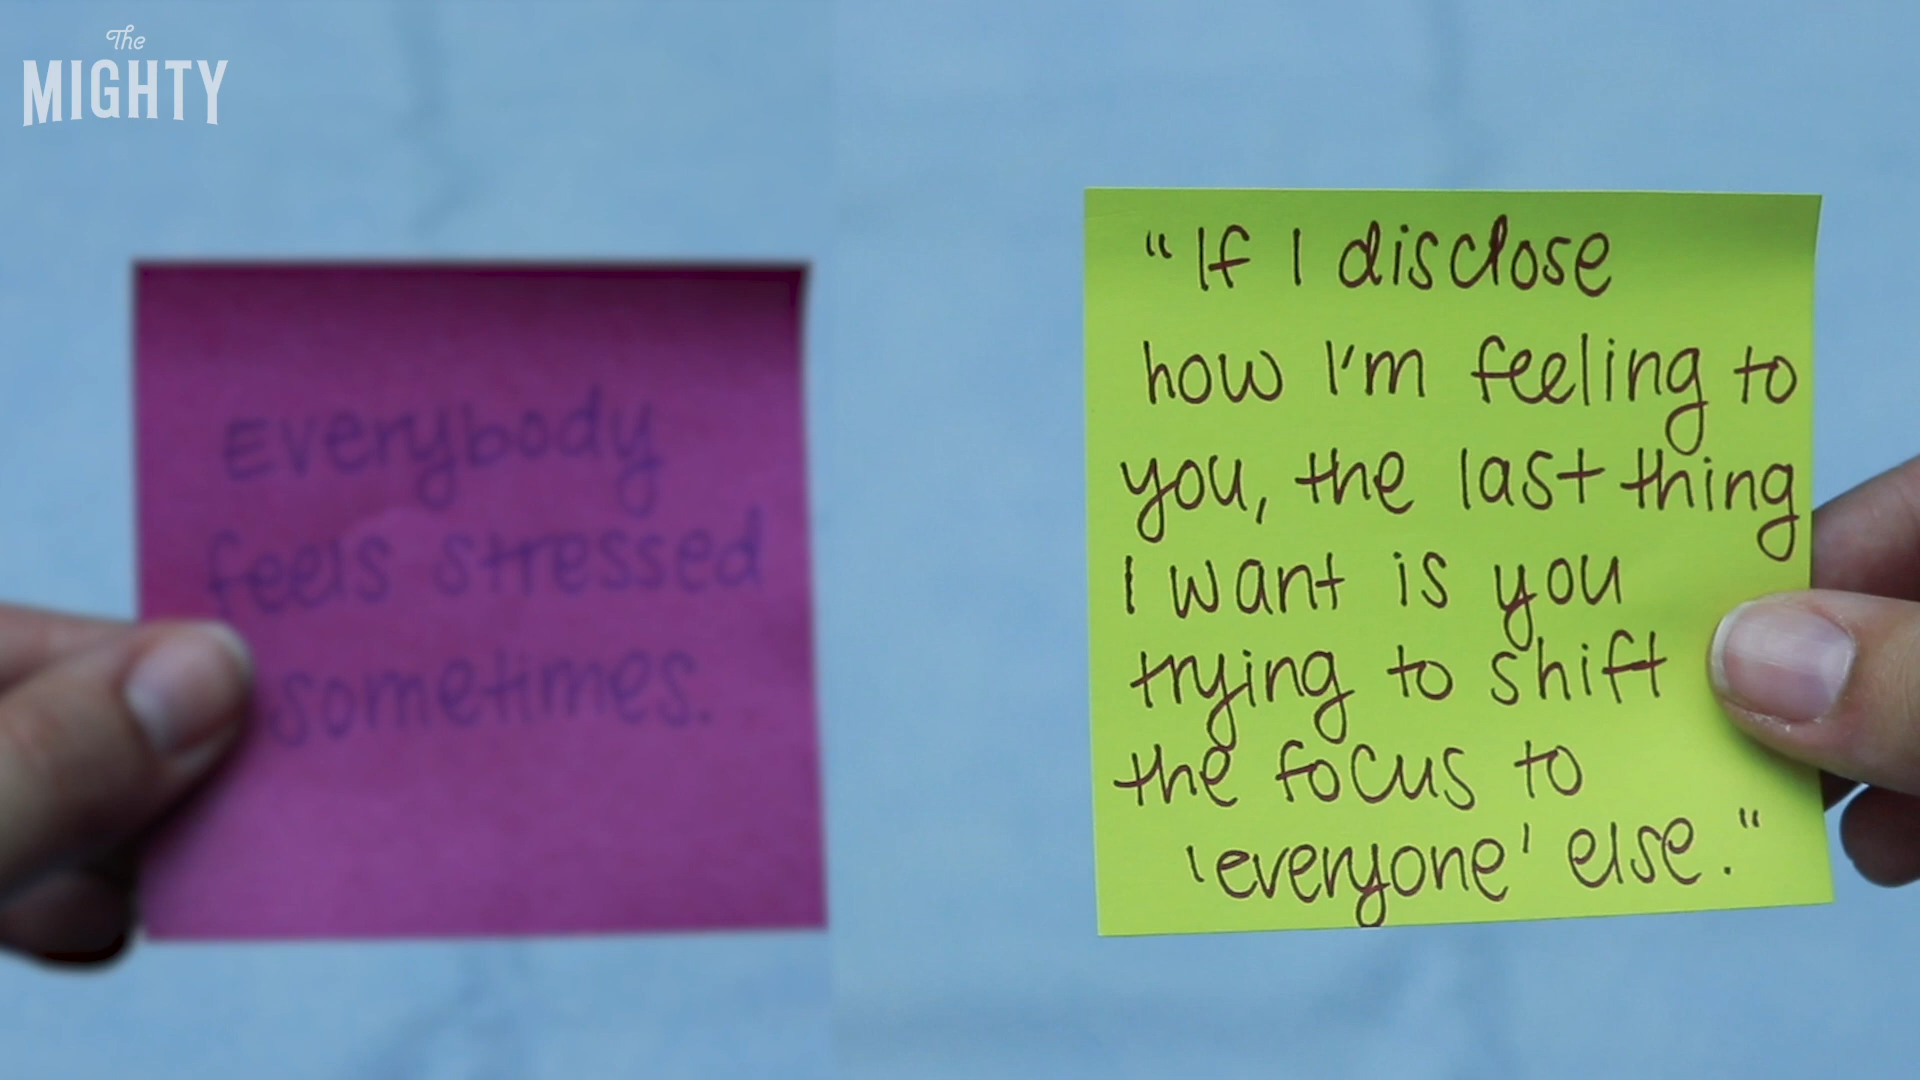 The
MIGHTY
Everybody
feels stressed
sometimes.
"If I disclose
how I'm feeling to
you, the last thing
I want is you
trying to shift
the focus to
'everyone' else."